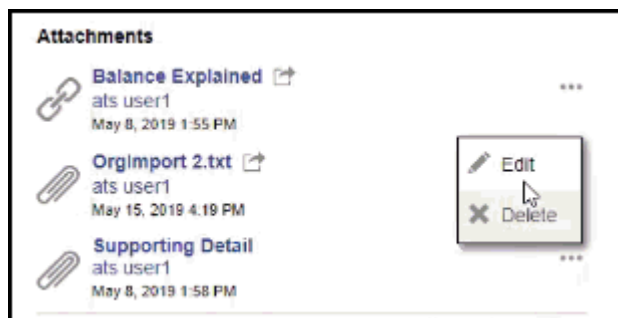 Attachments
Balance Explained
ats user1
May 8, 2019 1:55 PM
OrgImport 2.txt
ats user1
May 15, 2019 4:19 PM
Edit
Delete
Supporting Detail
ats user1
May 8, 2019 1:58 PM